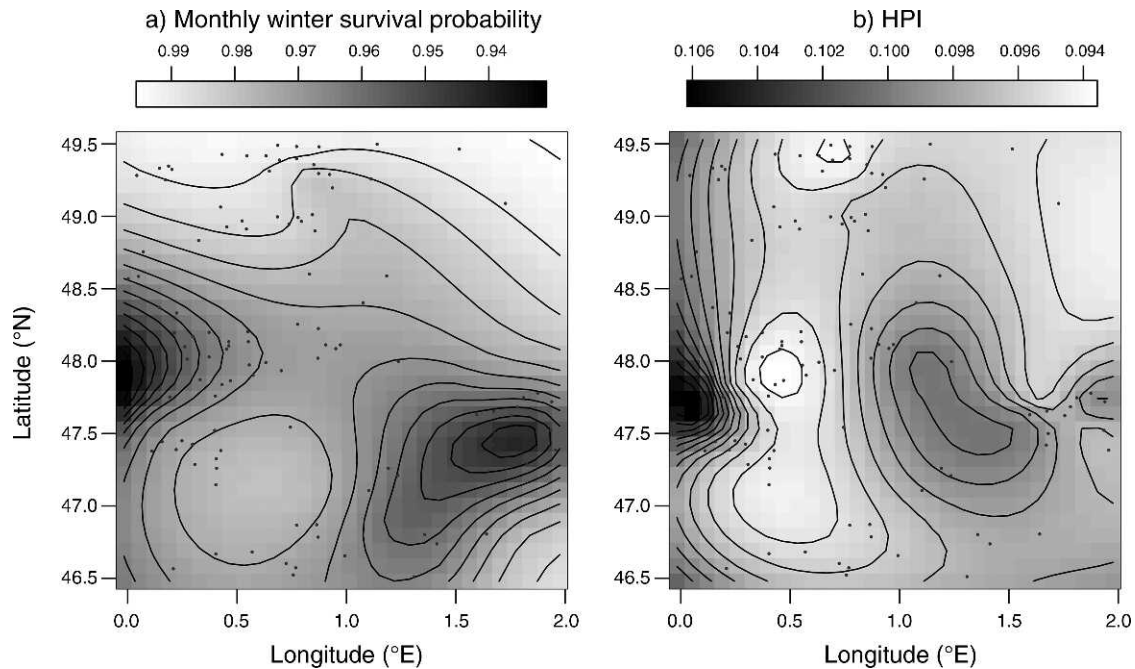 a) Monthly winter survival probability
0.99 0.98 0.97 0.96 0.95 0.94
b) HPI
0.106 0.104 0.102 0.100 0.098 0.096 0.094
Latitude (°N)
49.5
49.0
48.5
48.0
47.5
47.0
46.5
0.0 0.5 1.0 1.5 2.0
Longitude (°E)
49.5
49.0
48.5
48.0
47.5
47.0
46.5
0.0 0.5 1.0 1.5 2.0
Longitude (°E)